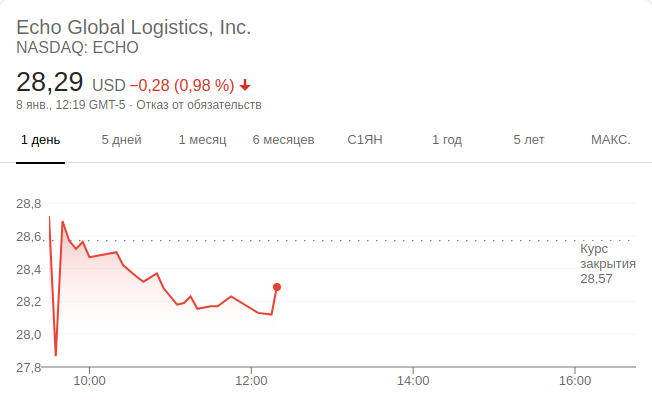 Echo Global Logistics, Inc.
NASDAQ: ECHO
28,29 USD −0,28 (0,98 %)
8 янв., 12:19 GMT-5 · Отказ от обязательств
1 день 5 дней 1 месяц 6 месяцев С1ЯН 1 год 5 лет МАКС.
28,8
28,6
28,4
28,2
28,0
27,8
Курс
закрытия
28,57
10:00 12:00 14:00 16:00